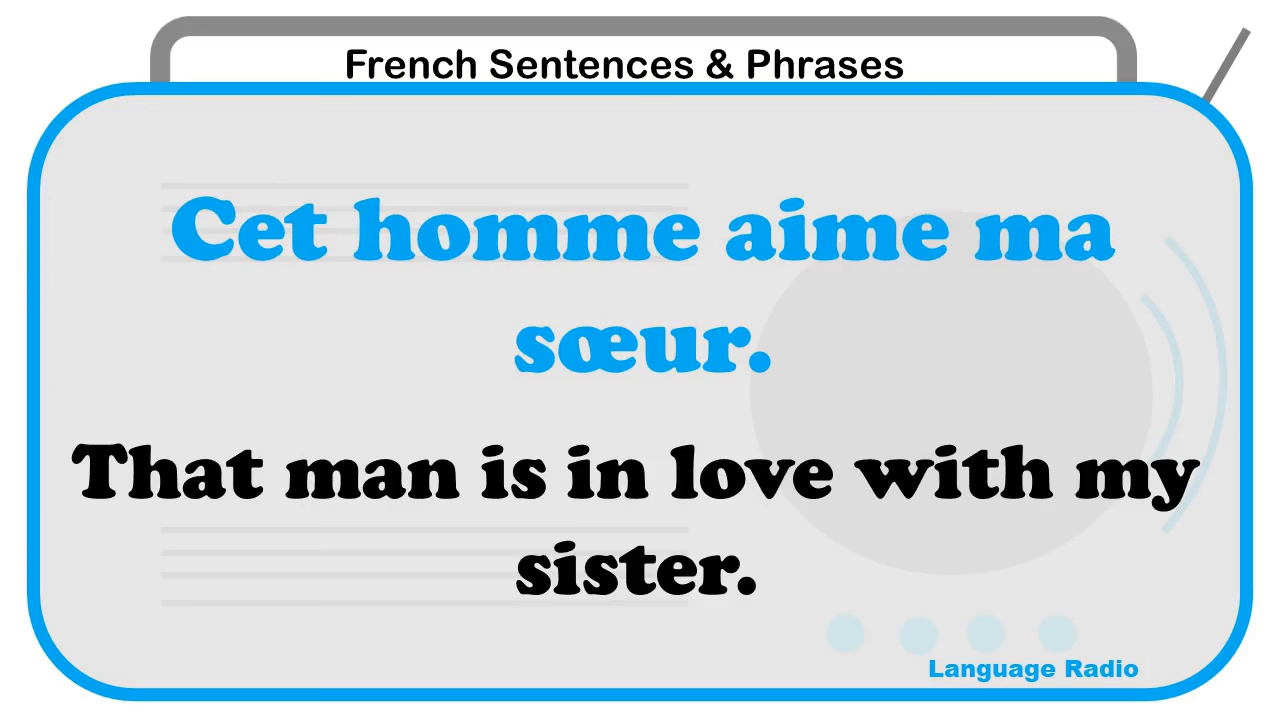 French Sentences & Phrases
Cet homme aime ma
sœur.
That man is in love with my
sister.
Language Radio